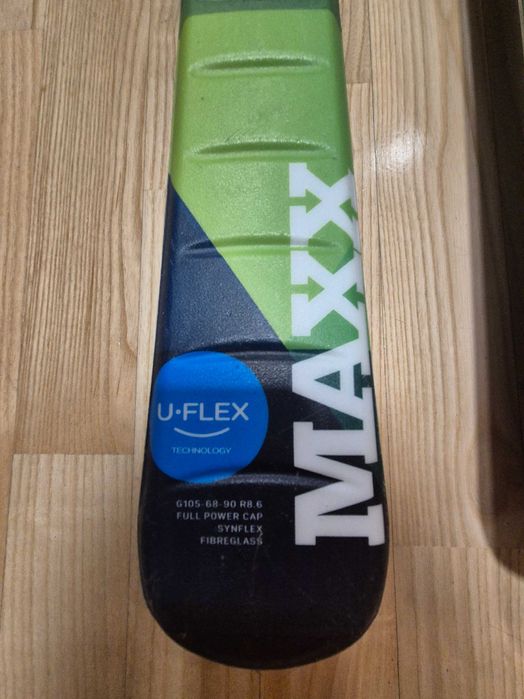 MAXX
U·FLEX
TECHNOLOGY
G105-68-90 R8.6
FULL POWER CAP
SYNFLEX
FIBREGLASS